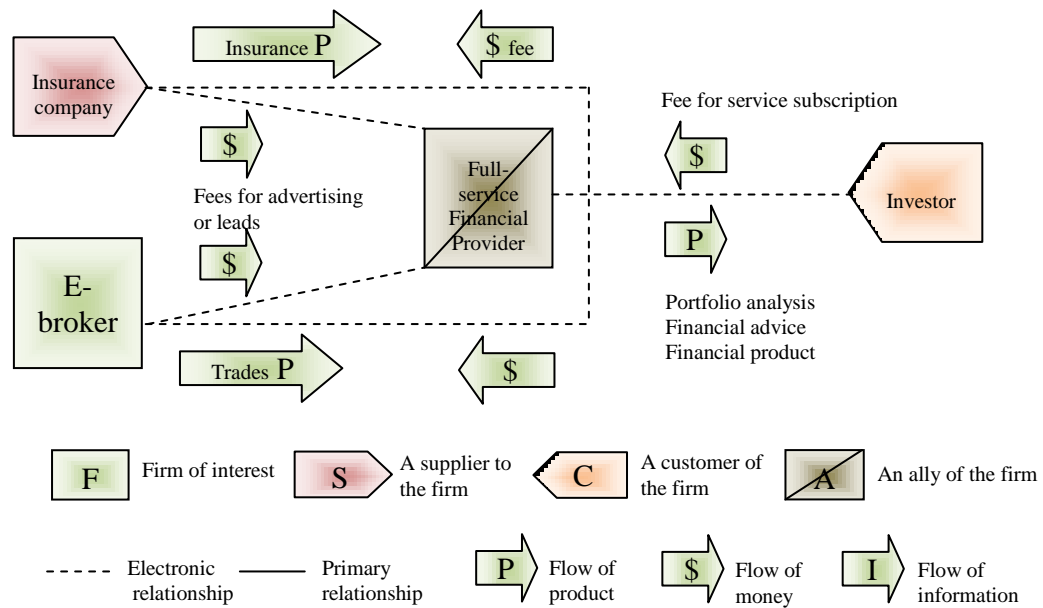 Insurance P
$ fee
Insurance
company
Fee for service subscription
$
$
Full-
service
Financial
Provider
Investor
Fees for advertising
or leads
$
P
E-
broker
Portfolio analysis
Financial advice
Financial product
Trades P
$
F
Firm of interest
S
A supplier to
the firm
C
A customer of
the firm
A
An ally of the firm
Electronic
relationship
Primary
relationship
P
Flow of
product
$
Flow of
money
I
Flow of
information